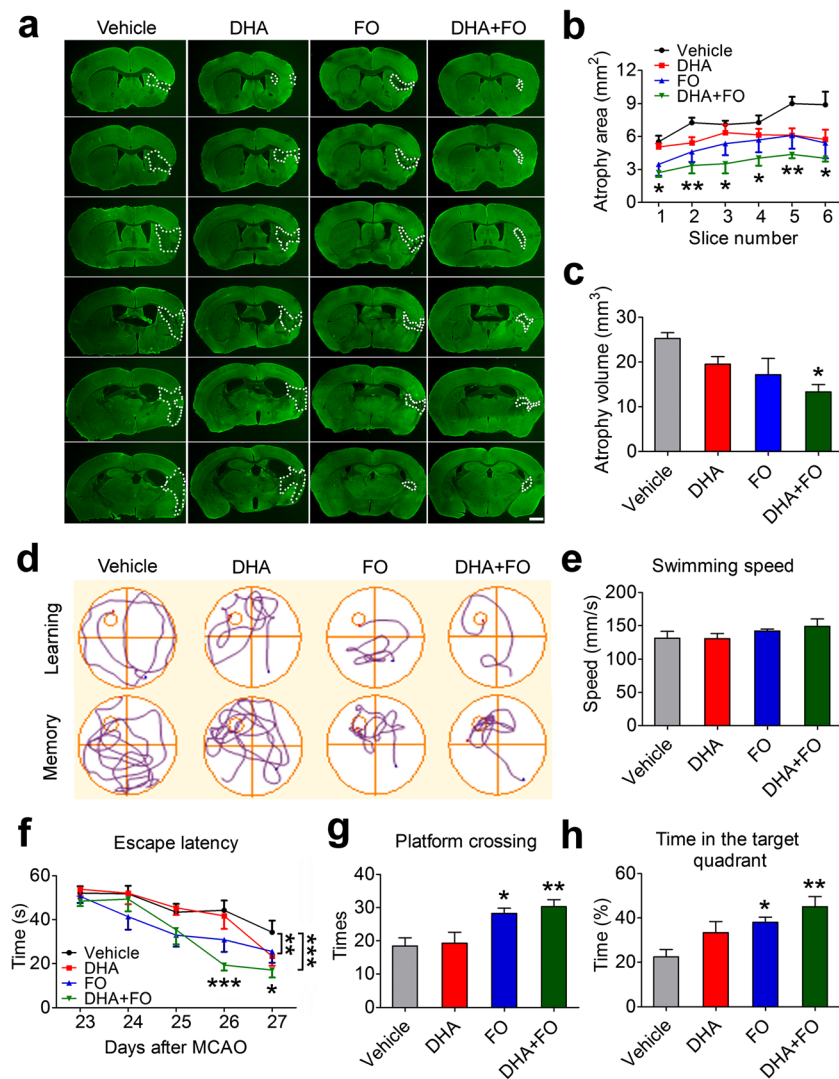 a
Vehicle
DHA
FO
DHA+FO
b
Vehicle
DHA
FO
DHA+FO
Atrophy area (mm²)
12
9
6
3
0
*
**
*
*
**
*
1
2
3
4
5
6
Slice number
c
Atrophy volume (mm³)
30
20
10
0
*
Vehicle
DHA
FO
DHA+FO
d
Vehicle
DHA
FO
DHA+FO
Learning
Memory
e
Swimming speed
Speed (mm/s)
200
150
100
50
0
Vehicle
DHA
FO
DHA+FO
f
Escape latency
Time (s)
60
40
20
0
Vehicle
DHA
FO
DHA+FO
***
*
**
***
23
24
25
26
27
Days after MCAO
g
Platform crossing
Times
40
30
20
10
0
*
**
Vehicle
DHA
FO
DHA+FO
h
Time in the target
quadrant
Time (%)
60
40
20
0
*
**
Vehicle
DHA
FO
DHA+FO